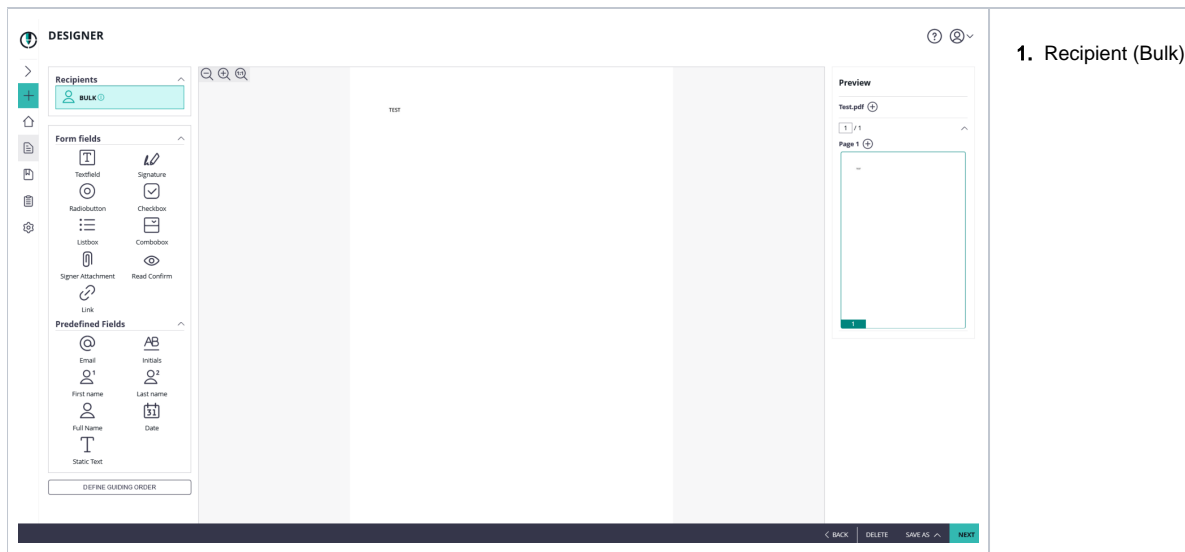 DESIGNER
Recipients
BULK
Form fields
Textfield
Signature
Radiobutton
Checkbox
Listbox
Combobox
Signer Attachment
Read Confirm
Link
Predefined Fields
Email
Initials
First name
Last name
Full Name
Date
Static Text
DEFINE GUIDING ORDER
TEST
Preview
Test.pdf
1 / 1
Page 1
1
< BACK DELETE SAVE AS NEXT
1. Recipient (Bulk)